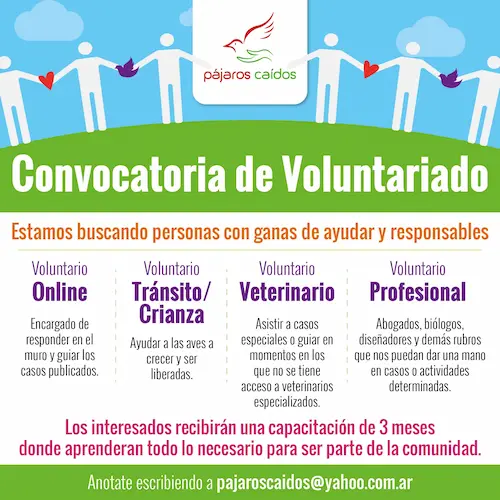 pájaros caídos
Convocatoria de Voluntariado
Estamos buscando personas con ganas de ayudar y responsables
Voluntario
Online
Encargado de
responder en el
muro y guiar los
casos publicados.
Voluntario
Tránsito/
Crianza
Ayudar a las aves a
crecer y ser
liberadas.
Voluntario
Veterinario
Asistir a casos
especiales o guiar en
momentos en los
que no se tiene
acceso a veterinarios
especializados.
Voluntario
Profesional
Abogados, biólogos,
diseñadores y demás rubros
que nos puedan dar una mano
en casos o actividades
determinadas.
Los interesados recibirán una capacitación de 3 meses
donde aprenderan todo lo necesario para ser parte de la comunidad.
Anotate escribiendo a pajaroscaidos@yahoo.com.ar